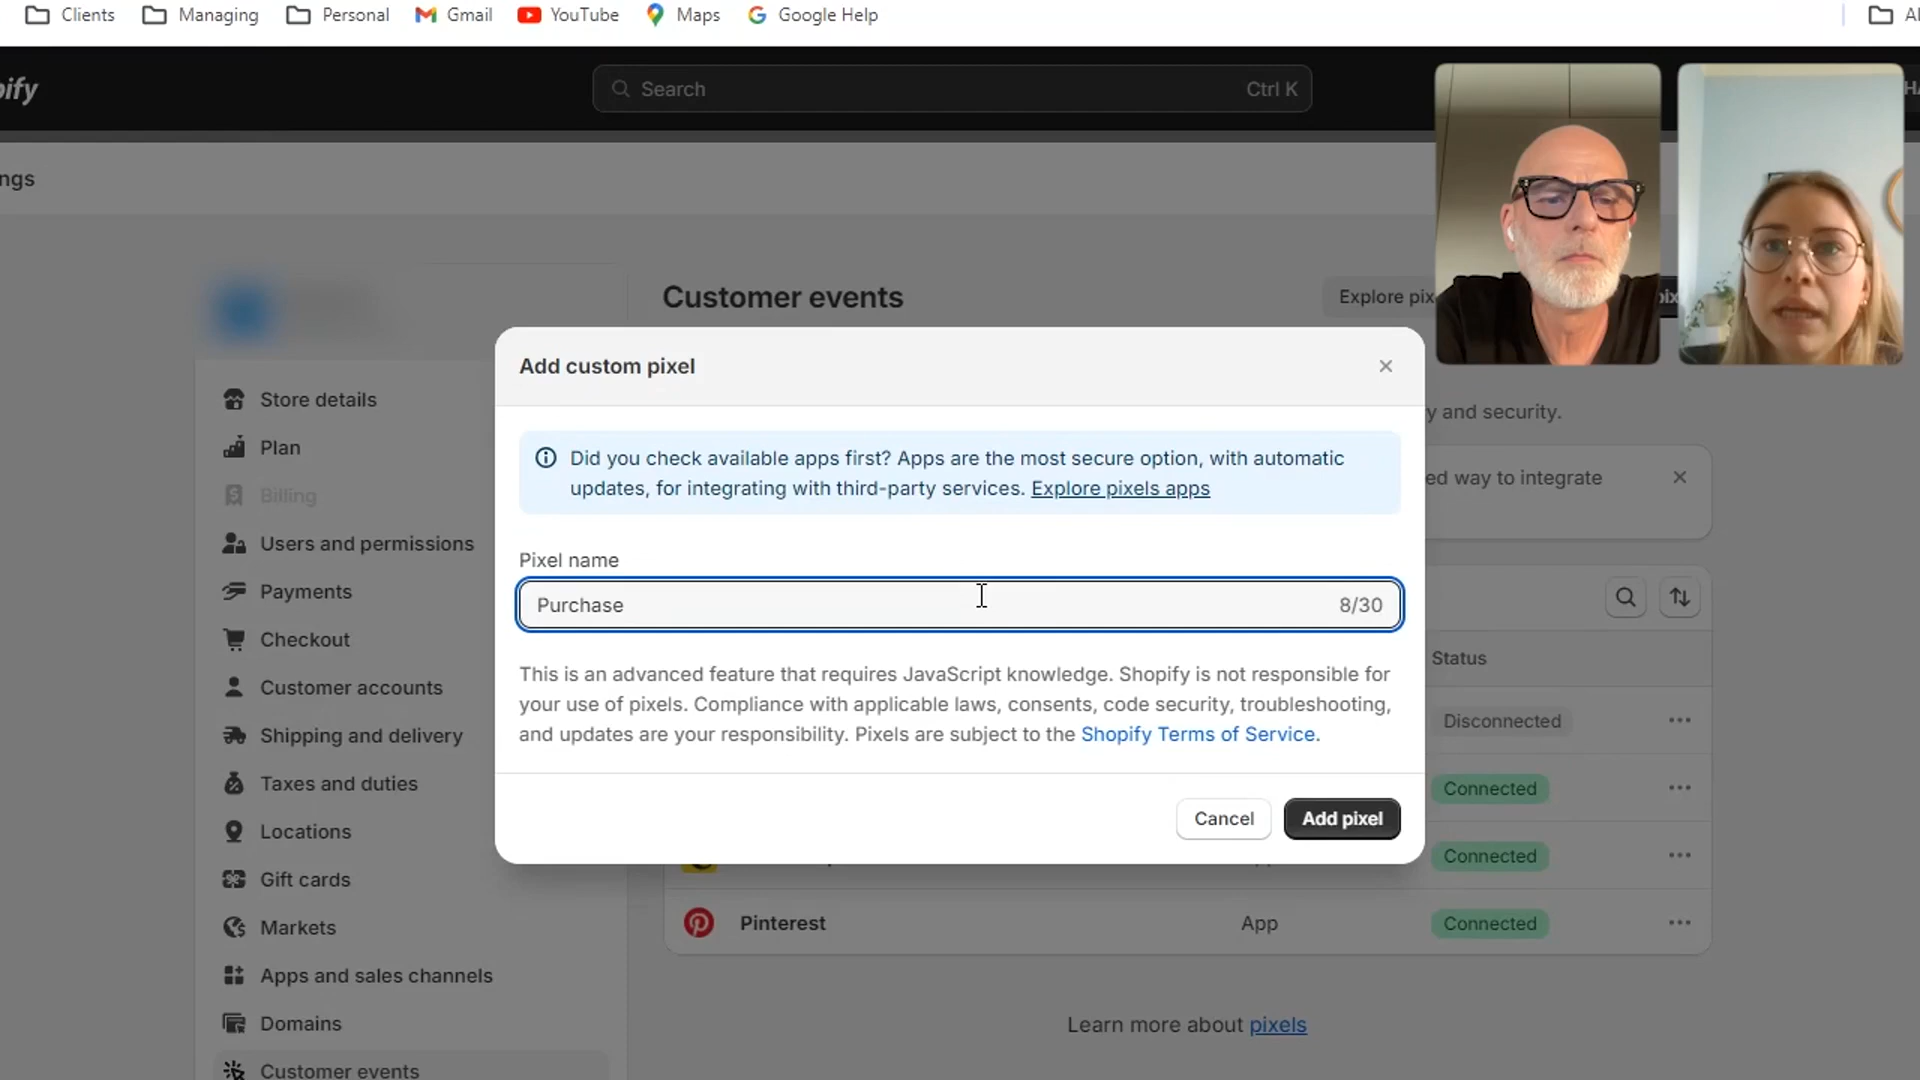 Clients Managing Personal Gmail YouTube Maps Google Help
Search Ctrl K
ngs
Customer events
Explore pix
Add custom pixel
Did you check available apps first? Apps are the most secure option, with automatic
updates, for integrating with third-party services. Explore pixels apps
y and security.
ed way to integrate
Pixel name
Purchase 8/30
This is an advanced feature that requires JavaScript knowledge. Shopify is not responsible for
your use of pixels. Compliance with applicable laws, consents, code security, troubleshooting,
and updates are your responsibility. Pixels are subject to the Shopify Terms of Service.
Cancel Add pixel
Store details
Plan
Billing
Users and permissions
Payments
Checkout
Customer accounts
Shipping and delivery
Taxes and duties
Locations
Gift cards
Markets
Apps and sales channels
Domains
Customer events
Status
Disconnected
Connected
Connected
Pinterest App Connected
Learn more about pixels